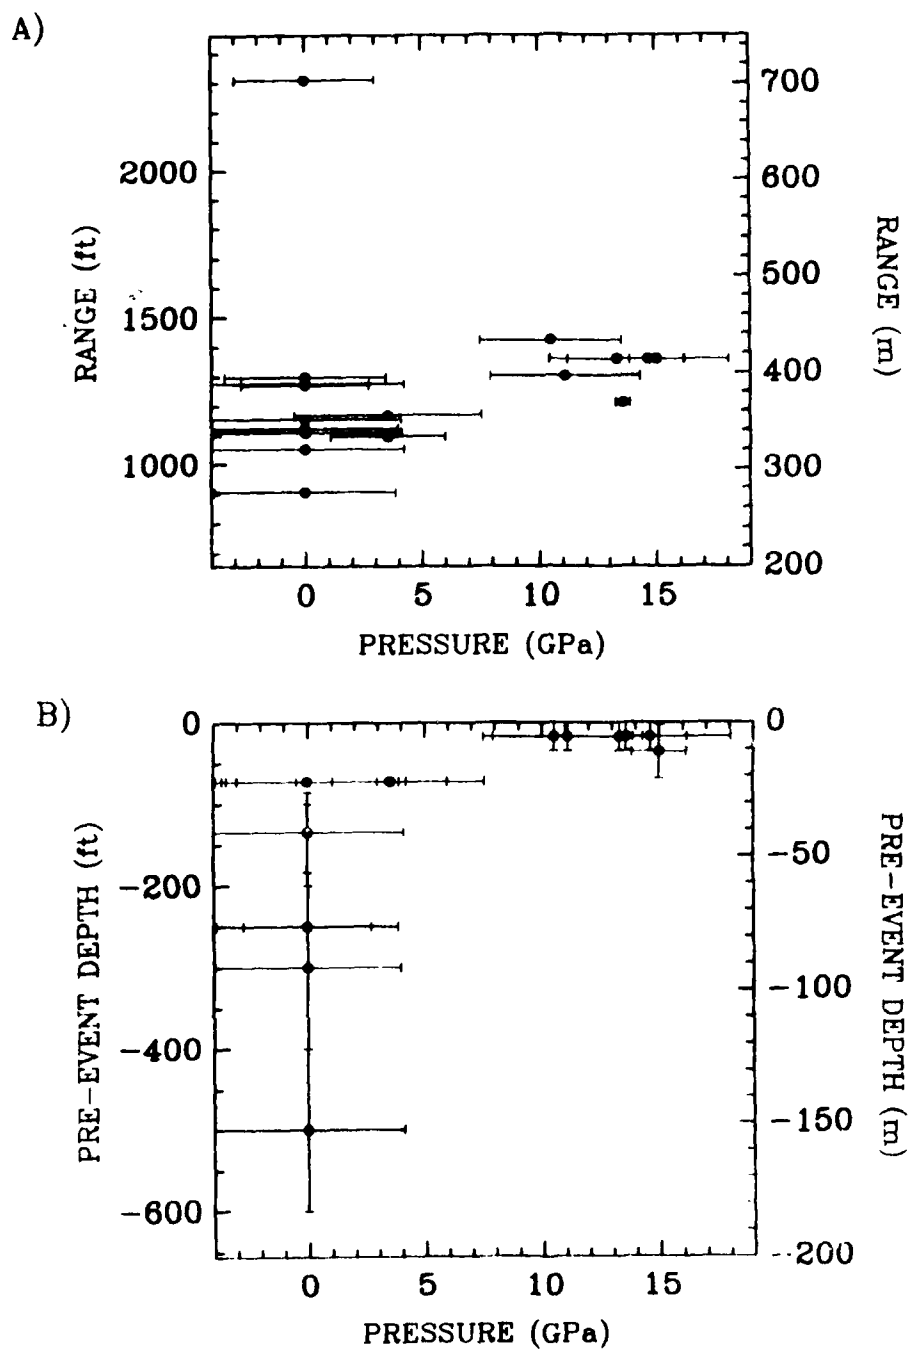 A)
RANGE (ft)
2000
1500
1000
700
600
500
400
300
200
RANGE (m)
0 5 10 15
PRESSURE (GPa)
B)
PRE-EVENT DEPTH (ft)
0
-200
-400
-600
0
-50
-100
-150
-200
PRE-EVENT DEPTH (m)
0 5 10 15
PRESSURE (GPa)